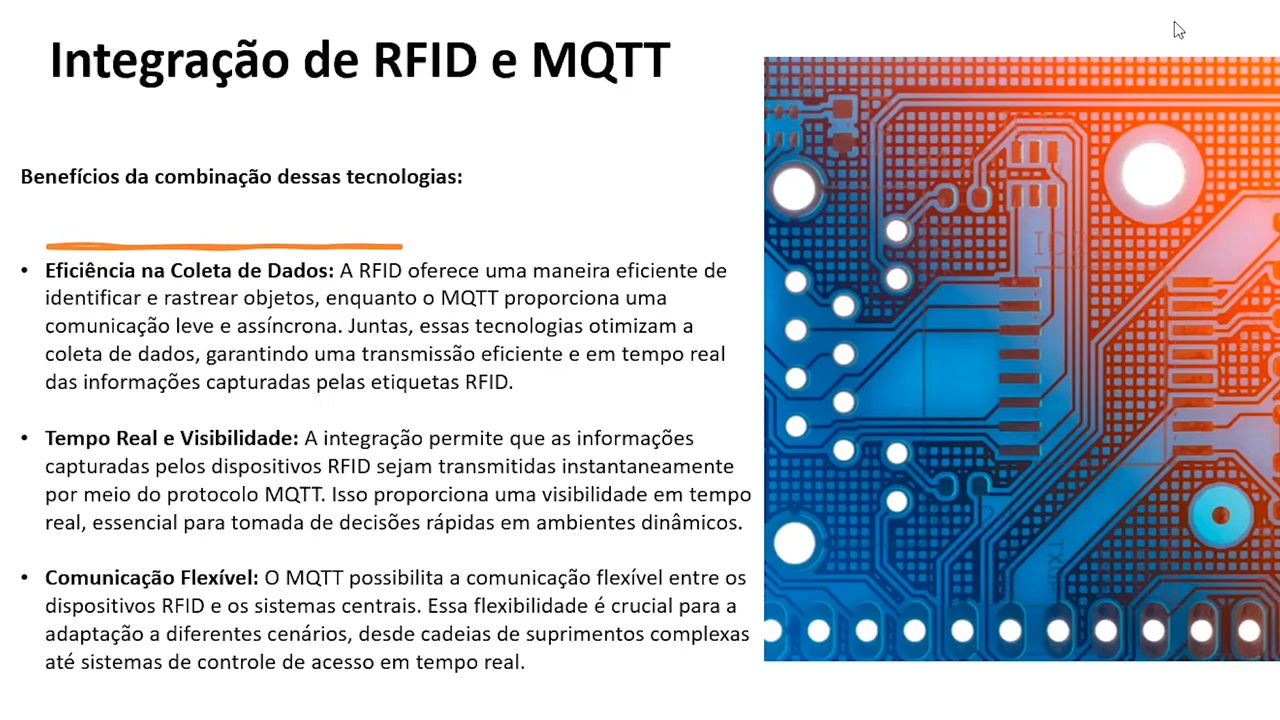 Integração de RFID e MQTT
Benefícios da combinação dessas tecnologias:
• Eficiência na Coleta de Dados: A RFID oferece uma maneira eficiente de
identificar e rastrear objetos, enquanto o MQTT proporciona uma
comunicação leve e assíncrona. Juntas, essas tecnologias otimizam a
coleta de dados, garantindo uma transmissão eficiente e em tempo real
das informações capturadas pelas etiquetas RFID.
• Tempo Real e Visibilidade: A integração permite que as informações
capturadas pelos dispositivos RFID sejam transmitidas instantaneamente
por meio do protocolo MQTT. Isso proporciona uma visibilidade em tempo
real, essencial para tomada de decisões rápidas em ambientes dinâmicos.
• Comunicação Flexível: O MQTT possibilita a comunicação flexível entre os
dispositivos RFID e os sistemas centrais. Essa flexibilidade é crucial para a
adaptação a diferentes cenários, desde cadeias de suprimentos complexas
até sistemas de controle de acesso em tempo real.